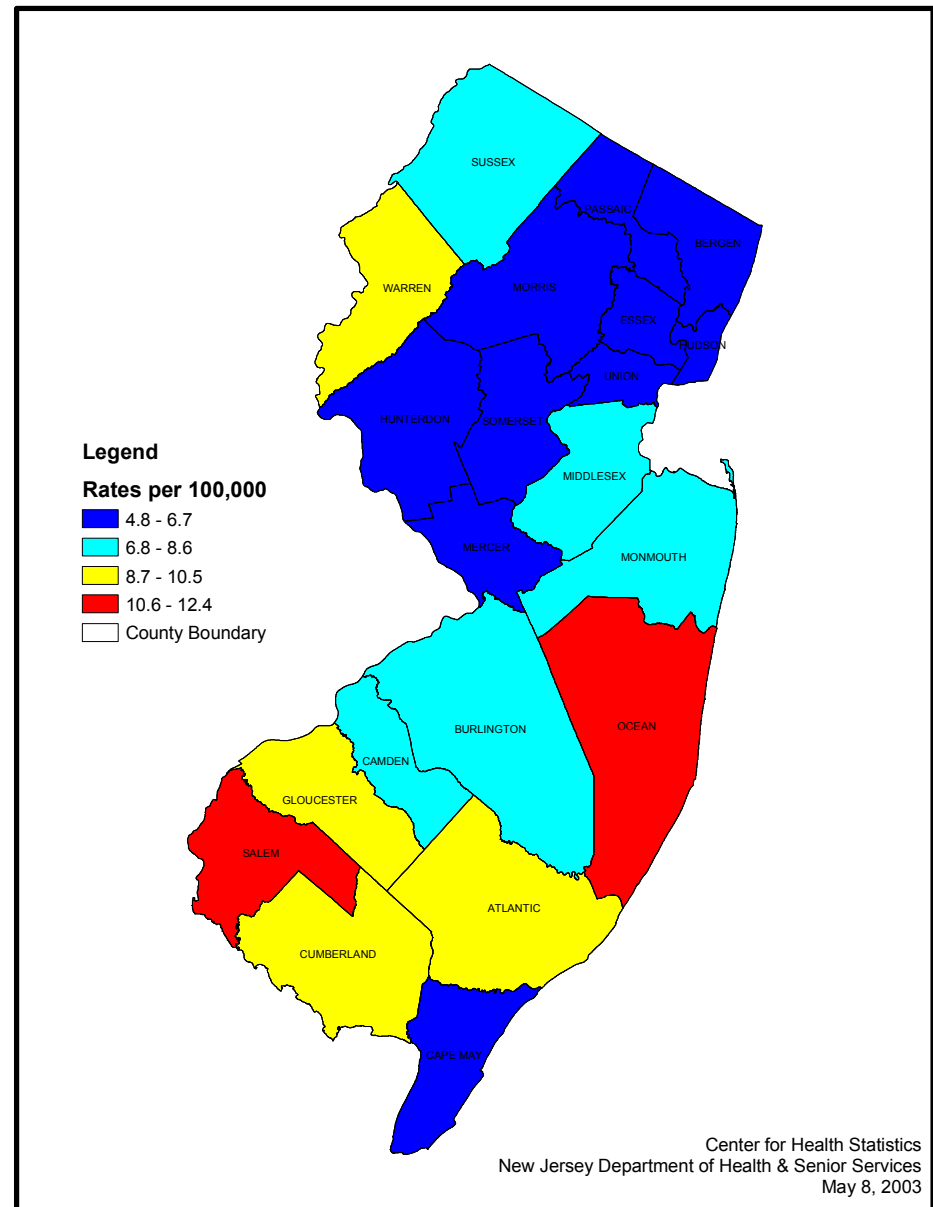 SUSSEX
PASSAIC
BERGEN
WARREN
MORRIS
ESSEX
HUDSON
UNION
HUNTERDON
SOMERSET
Legend
Rates per 100,000
4.8 - 6.7
6.8 - 8.6
8.7 - 10.5
10.6 - 12.4
County Boundary
MIDDLESEX
MERCER
MONMOUTH
OCEAN
BURLINGTON
CAMDEN
GLOUCESTER
SALEM
ATLANTIC
CUMBERLAND
CAPE MAY
Center for Health Statistics
New Jersey Department of Health & Senior Services
May 8, 2003